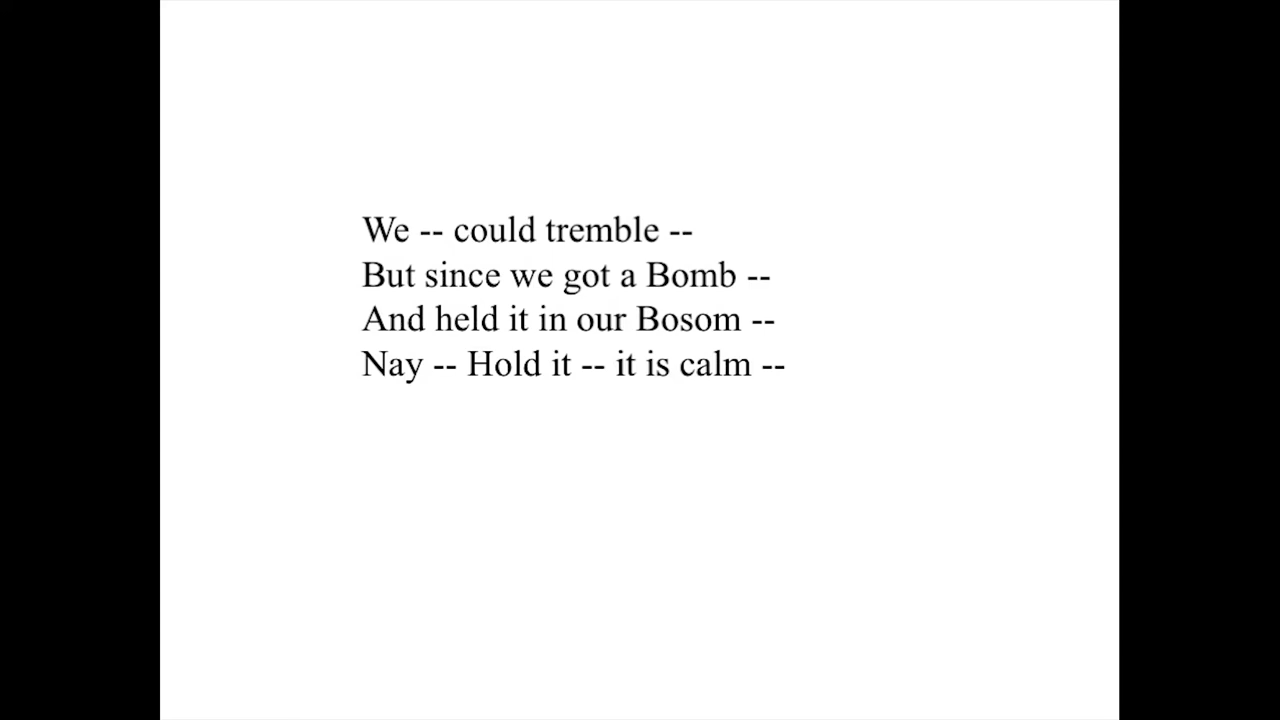 We -- could tremble --
But since we got a Bomb --
And held it in our Bosom --
Nay -- Hold it -- it is calm --